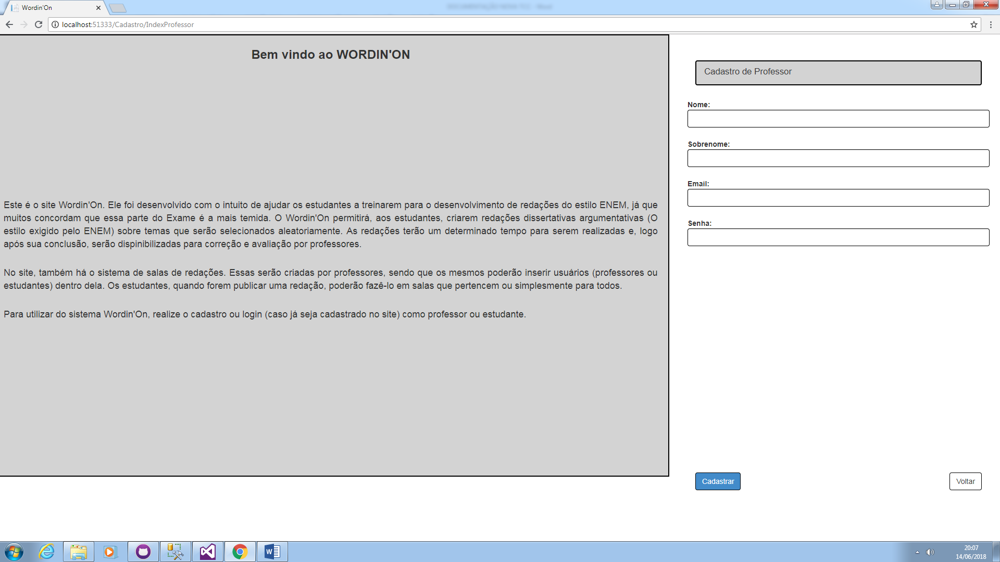 Wordin'On
localhost:51333/Cadastro/IndexProfessor
Bem vindo ao WORDIN'ON
Este é o site Wordin'On. Ele foi desenvolvido com o intuito de ajudar os estudantes a treinarem para o desenvolvimento de redações do estilo ENEM, já que
muitos concordam que essa parte do Exame é a mais temida. O Wordin'On permitirá, aos estudantes, criarem redações dissertativas argumentativas (O
estilo exigido pelo ENEM) sobre temas que serão selecionados aleatoriamente. As redações terão um determinado tempo para serem realizadas e, logo
após sua conclusão, serão dispinibilizadas para correção e avaliação por professores.
No site, também há o sistema de salas de redações. Essas serão criadas por professores, sendo que os mesmos poderão inserir usuários (professores ou
estudantes) dentro dela. Os estudantes, quando forem publicar uma redação, poderão fazê-lo em salas que pertencem ou simplesmente para todos.
Para utilizar do sistema Wordin'On, realize o cadastro ou login (caso já seja cadastrado no site) como professor ou estudante.
Cadastro de Professor
Nome:
Sobrenome:
Email:
Senha:
Cadastrar
Voltar
20:07
14/06/2018